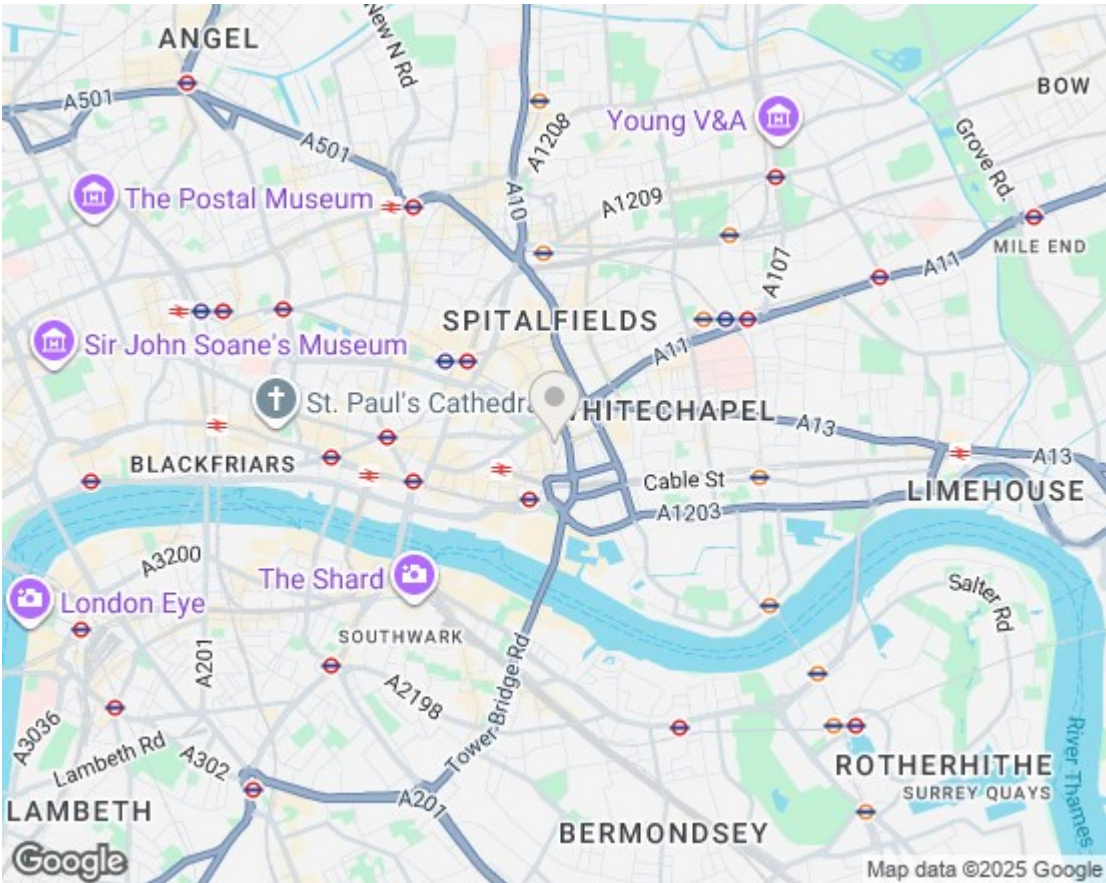 ANGEL
New N Rd
A501
A501
A10
A1208
A1209
Young V&A
BOW
Grove Rd.
The Postal Museum
MILE END
A107
A11
SPITALFIELDS
Sir John Soane's Museum
A11
St. Paul's Cathedra
WHITECHAPEL
A13
A13
BLACKFRIARS
Cable St
LIMEHOUSE
A1203
A3200
The Shard
London Eye
SOUTHWARK
Salter Rd
A201
A2198
Tower Bridge Rd
A3036
Lambeth Rd
A302
River Thames
ROTHERHITHE
SURREY QUAYS
LAMBETH
A201
BERMONDSEY
Google
Map data ©2025 Google